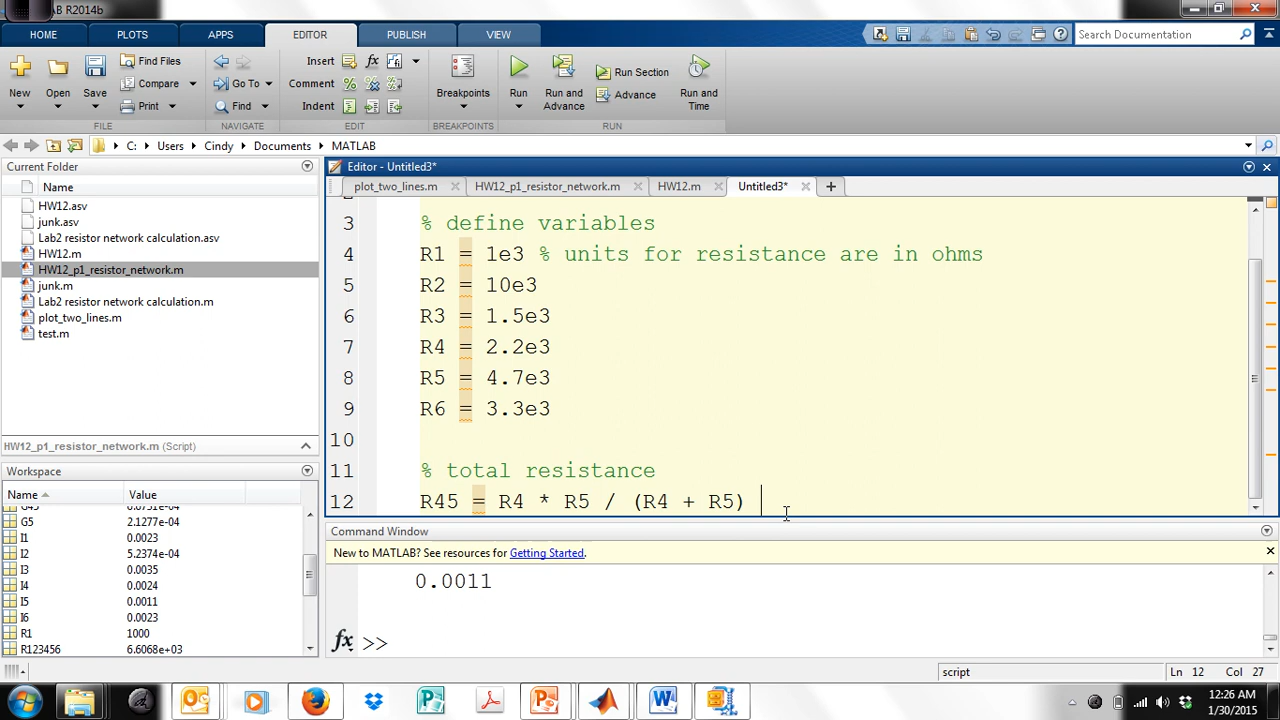 AB R2014b
HOME PLOTS APPS EDITOR PUBLISH VIEW Search Documentation
New Open Save Find Files Compare Print
Go To Find
Insert fx
Comment
Indent
Breakpoints
Run Run and Advance Run Section Advance Run and Time
FILE NAVIGATE EDIT BREAKPOINTS RUN
C: Users Cindy Documents MATLAB
Current Folder
Name
HW12.asv
junk.asv
Lab2 resistor network calculation.asv
HW12.m
HW12_p1_resistor_network.m
junk.m
Lab2 resistor network calculation.m
plot_two_lines.m
test.m
HW12_p1_resistor_network.m (Script)
Workspace
Name Value
G5 2.1277e-04
I1 0.0023
I2 5.2374e-04
I3 0.0035
I4 0.0024
I5 0.0011
I6 0.0023
R1 1000
R123456 6.6068e+03
Editor - Untitled3*
plot_two_lines.m HW12_p1_resistor_network.m HW12.m Untitled3*
3 % define variables
4 R1 = 1e3 % units for resistance are in ohms
5 R2 = 10e3
6 R3 = 1.5e3
7 R4 = 2.2e3
8 R5 = 4.7e3
9 R6 = 3.3e3
10
11 % total resistance
12 R45 = R4 * R5 / (R4 + R5)
Command Window
New to MATLAB? See resources for Getting Started.
0.0011
fx >>
script Ln 12 Col 27
12:26 AM
1/30/2015